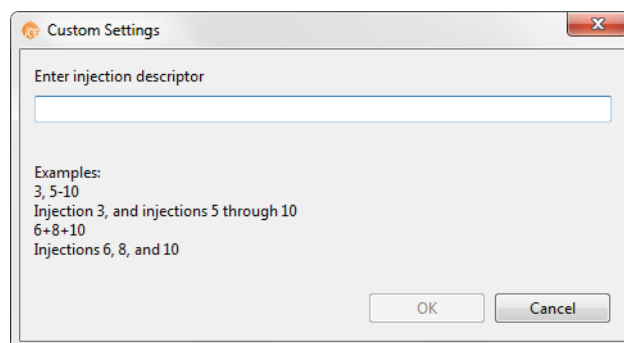 Custom Settings
Enter injection descriptor
Examples:
3, 5-10
Injection 3, and injections 5 through 10
6+8+10
Injections 6, 8, and 10
OK
Cancel